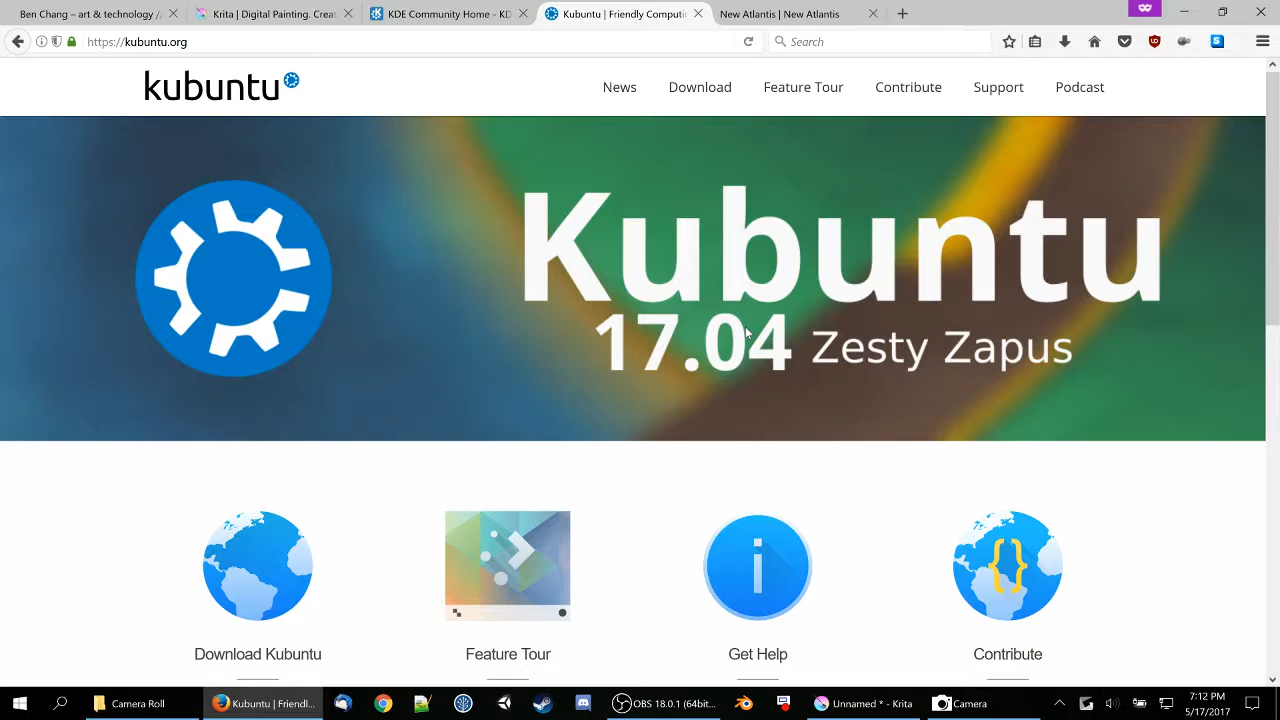 Ben Chang – art & technology /
Krita | Digital Painting. Creat
KDE Community Home - KD
Kubuntu | Friendly Computi
New Atlantis | New Atlantis
https://kubuntu.org
Search
kubuntu
News
Download
Feature Tour
Contribute
Support
Podcast
Kubuntu
17.04 Zesty Zapus
Download Kubuntu
Feature Tour
Get Help
Contribute
Camera Roll
Kubuntu | Friendl...
OBS 18.0.1 (64bit...
Unnamed * - Krita
Camera
7:12 PM
5/17/2017